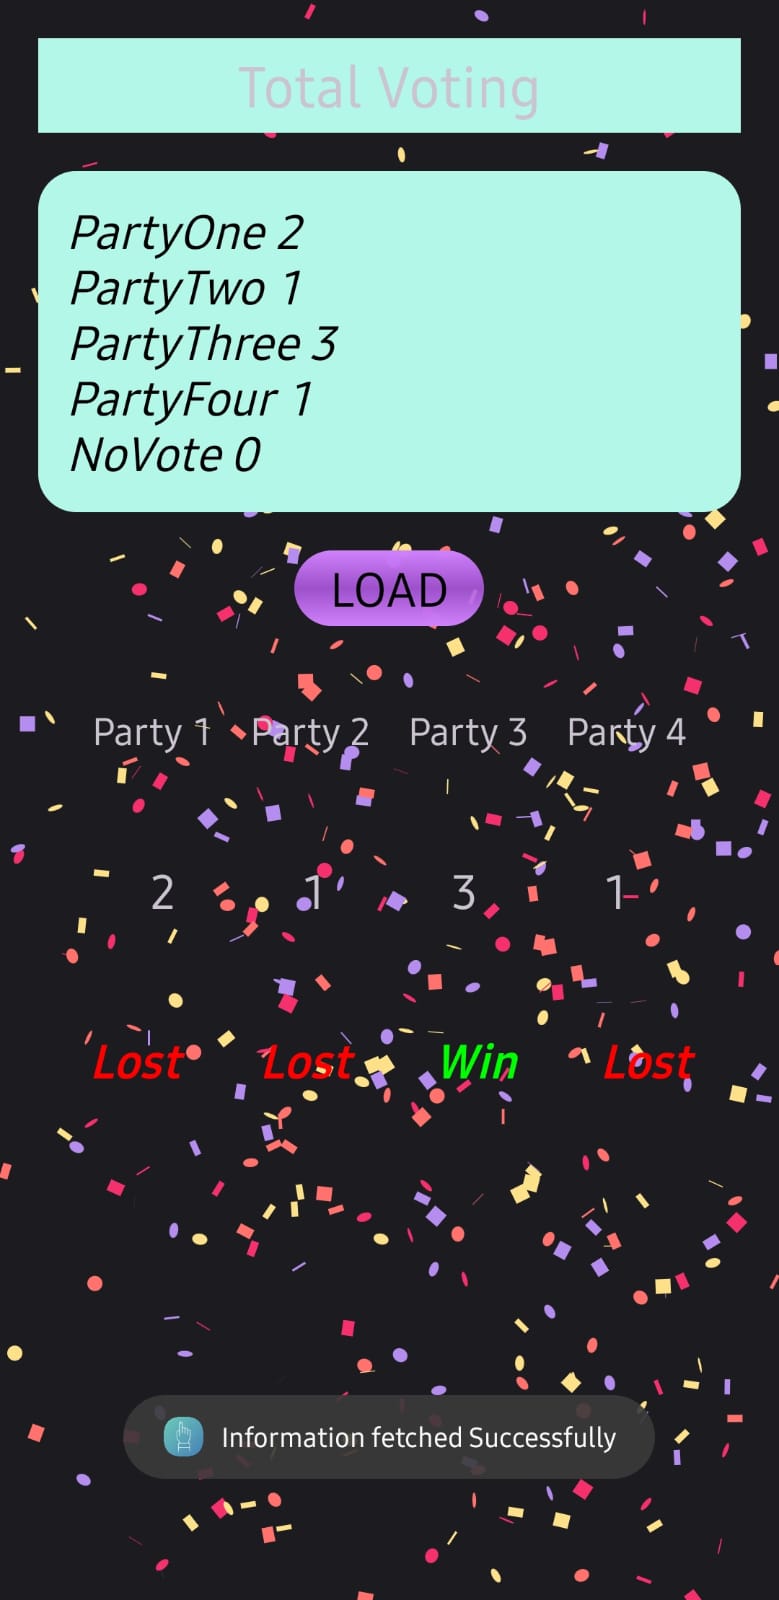 Total Voting
PartyOne 2
PartyTwo 1
PartyThree 3
PartyFour 1
NoVote 0
LOAD
Party 1 Party 2 Party 3 Party 4
2 1 3 1
Lost Lost Win Lost
Information fetched Successfully